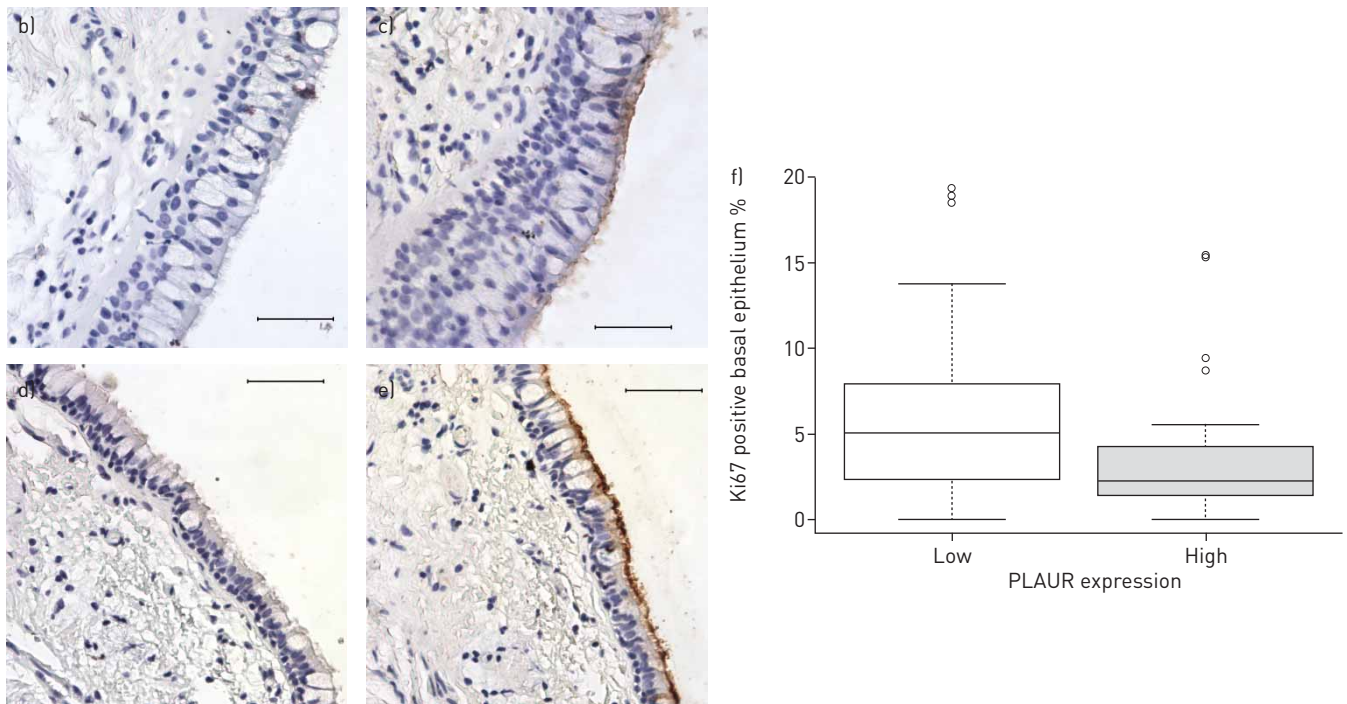 b)
c)
d)
e)
f)
Ki67 positive basal epithelium %
20
15
10
5
0
Low
High
PLAUR expression